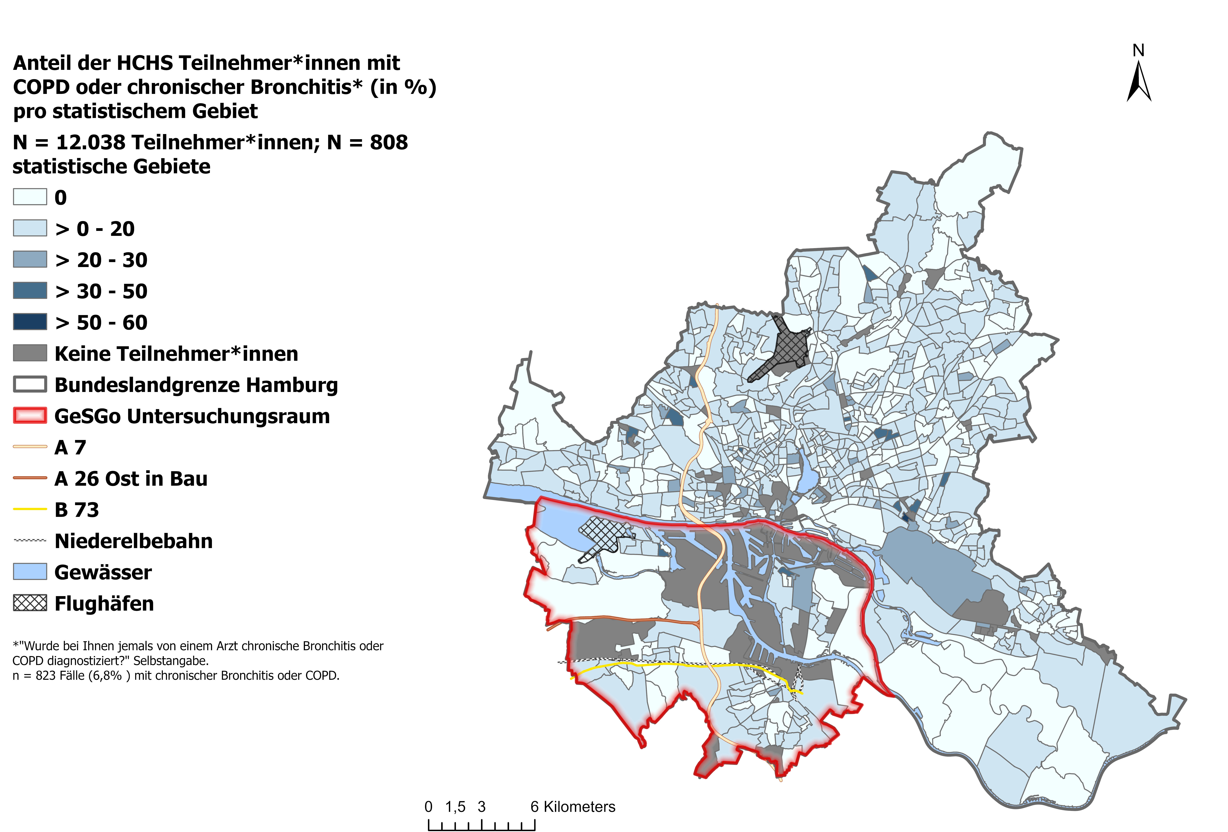 Anteil der HCHS Teilnehmer*innen mit
COPD oder chronischer Bronchitis* (in %)
pro statistischem Gebiet
N = 12.038 Teilnehmer*innen; N = 808
statistische Gebiete
0
> 0 - 20
> 20 - 30
> 30 - 50
> 50 - 60
Keine Teilnehmer*innen
Bundeslandgrenze Hamburg
GeSGo Untersuchungsraum
A 7
A 26 Ost in Bau
B 73
Niederelbebahn
Gewässer
Flughäfen
*"Wurde bei Ihnen jemals von einem Arzt chronische Bronchitis oder
COPD diagnostiziert?" Selbstangabe.
n = 823 Fälle (6,8% ) mit chronischer Bronchitis oder COPD.
N
0 1,5 3 6 Kilometers